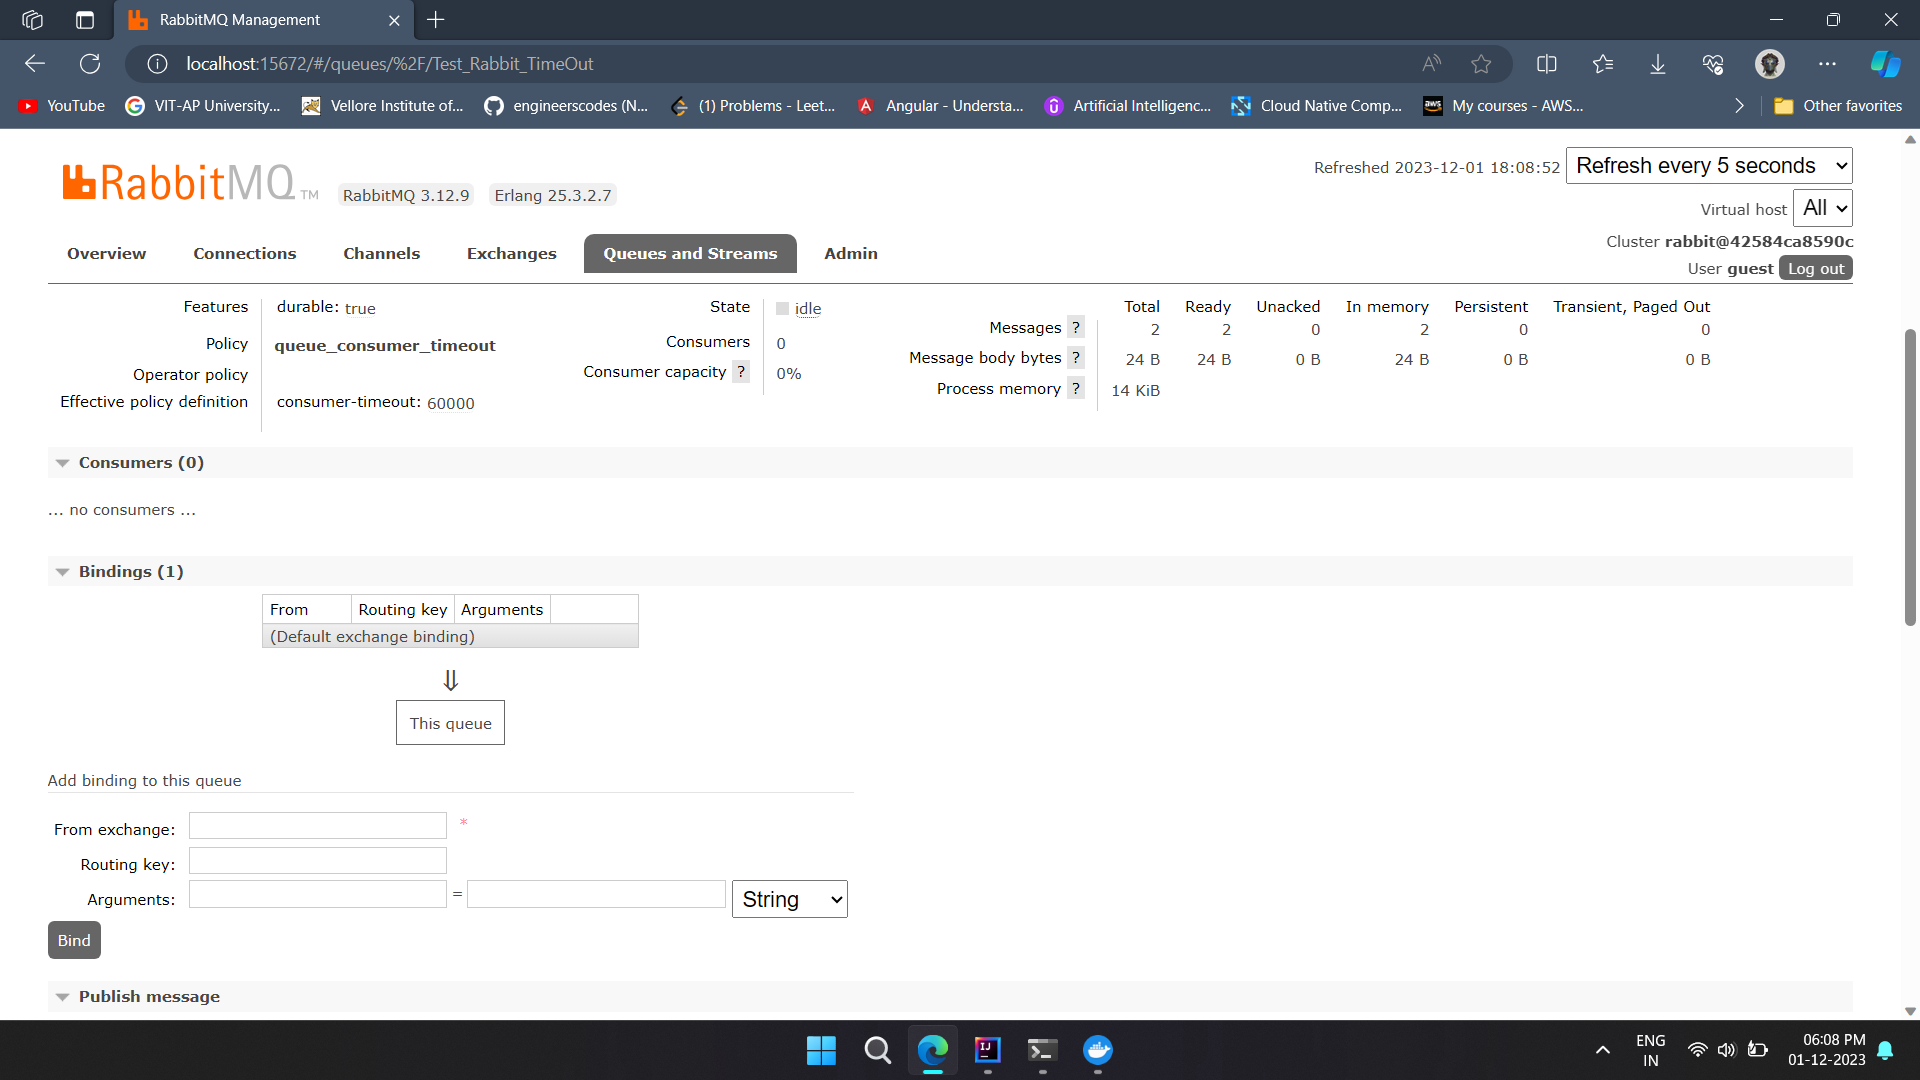 RabbitMQ Management
localhost:15672/#/queues/%2F/Test_Rabbit_TimeOut
YouTube
VIT-AP University,...
Vellore Institute of...
engineerscodes (N...
(1) Problems - Leet...
Angular - Understa...
Artificial Intelligenc...
Cloud Native Comp...
aws My courses - AWS...
Other favorites
RabbitMQ TM
RabbitMQ 3.12.9
Erlang 25.3.2.7
Refreshed 2023-12-01 18:08:52
Refresh every 5 seconds
Virtual host All
Cluster rabbit@42584ca8590c
User guest Log out
Overview Connections Channels Exchanges Queues and Streams Admin
Features durable: true
Policy queue_consumer_timeout
Operator policy
Effective policy definition consumer-timeout: 60000
State idle
Consumers 0
Consumer capacity ? 0%
Total Ready Unacked In memory Persistent Transient, Paged Out
Messages ? 2 2 0 2 0 0
Message body bytes ? 24 B 24 B 0 B 24 B 0 B 0 B
Process memory ? 14 KiB
Consumers (0)
... no consumers ...
Bindings (1)
From Routing key Arguments
(Default exchange binding)
⇓
This queue
Add binding to this queue
From exchange: *
Routing key:
Arguments: = String
Bind
Publish message
IJ
ENG
IN
06:08 PM
01-12-2023